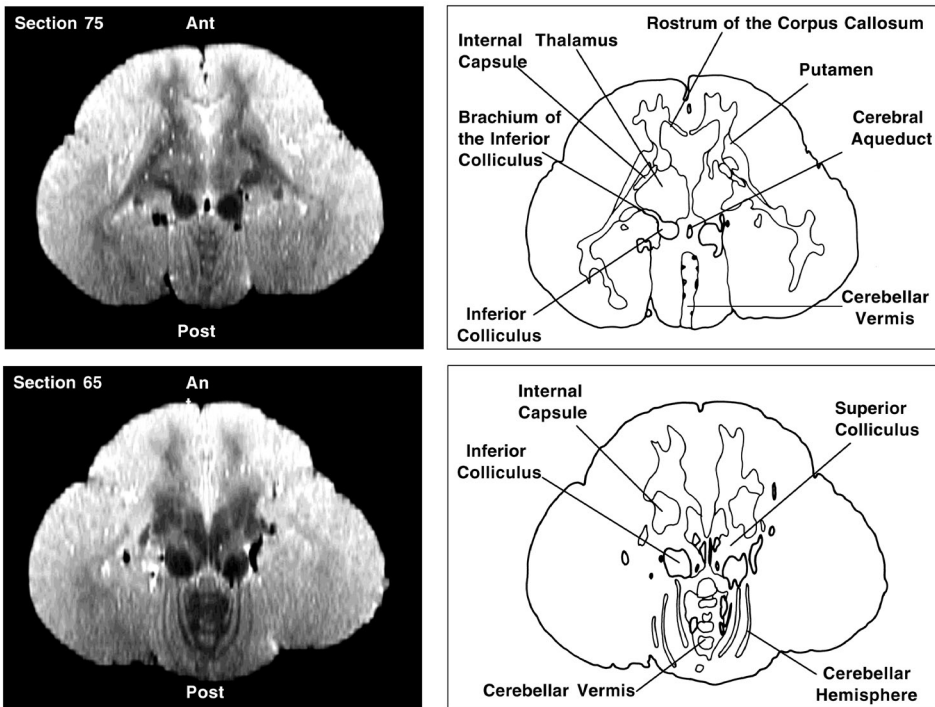 Section 75
Ant
Post
Rostrum of the Corpus Callosum
Internal Thalamus
Capsule
Putamen
Brachium of
the Inferior
Colliculus
Cerebral
Aqueduct
Inferior
Colliculus
Cerebellar
Vermis
Section 65
An
Post
Internal
Capsule
Superior
Colliculus
Inferior
Colliculus
Cerebellar Vermis
Cerebellar
Hemisphere